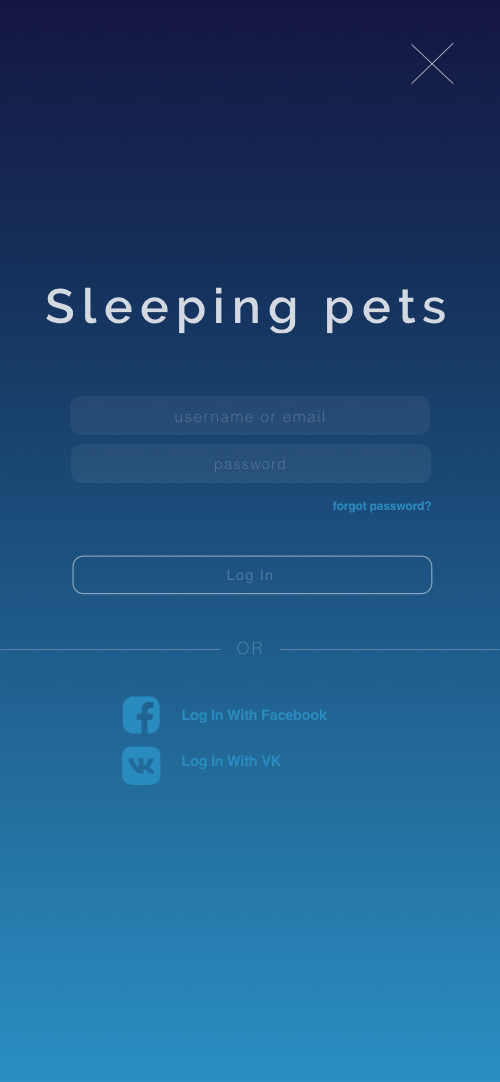 Sleeping pets
username or email
password
forgot password?
Log In
OR
Log In With Facebook
Log In With VK